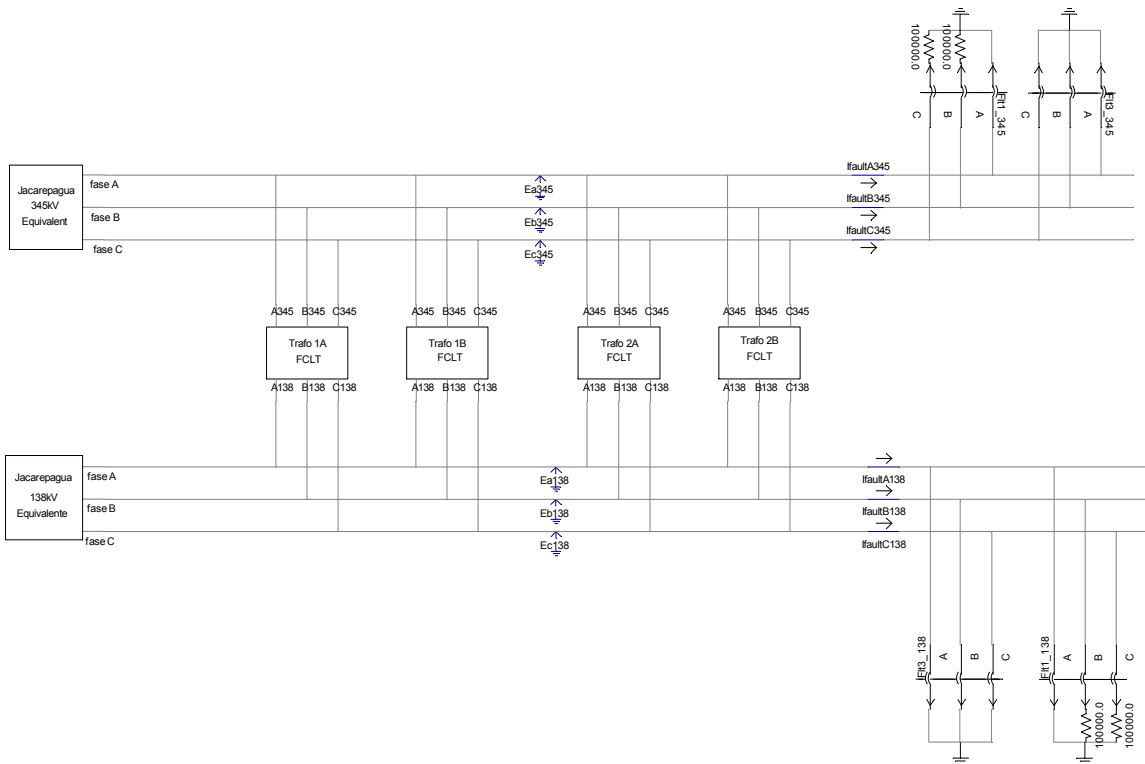 100000.0
100000.0
C
B
A
Flt1_345
C
B
A
Flt3_345
Jacarepagua
345kV
Equivalent
fase A
fase B
fase C
Ea345
Eb345
Ec345
IfaultA345
IfaultB345
IfaultC345
A345 B345 C345
A345 B345 C345
A345 B345 C345
A345 B345 C345
Trafo 1A
FCLT
Trafo 1B
FCLT
Trafo 2A
FCLT
Trafo 2B
FCLT
A138 B138 C138
A138 B138 C138
A138 B138 C138
A138 B138 C138
Jacarepagua
138kV
Equivalente
fase A
fase B
fase C
Ea138
Eb138
Ec138
IfaultA138
IfaultB138
IfaultC138
Flt3_138
A
B
C
Flt1_138
A
B
C
100000.0
100000.0